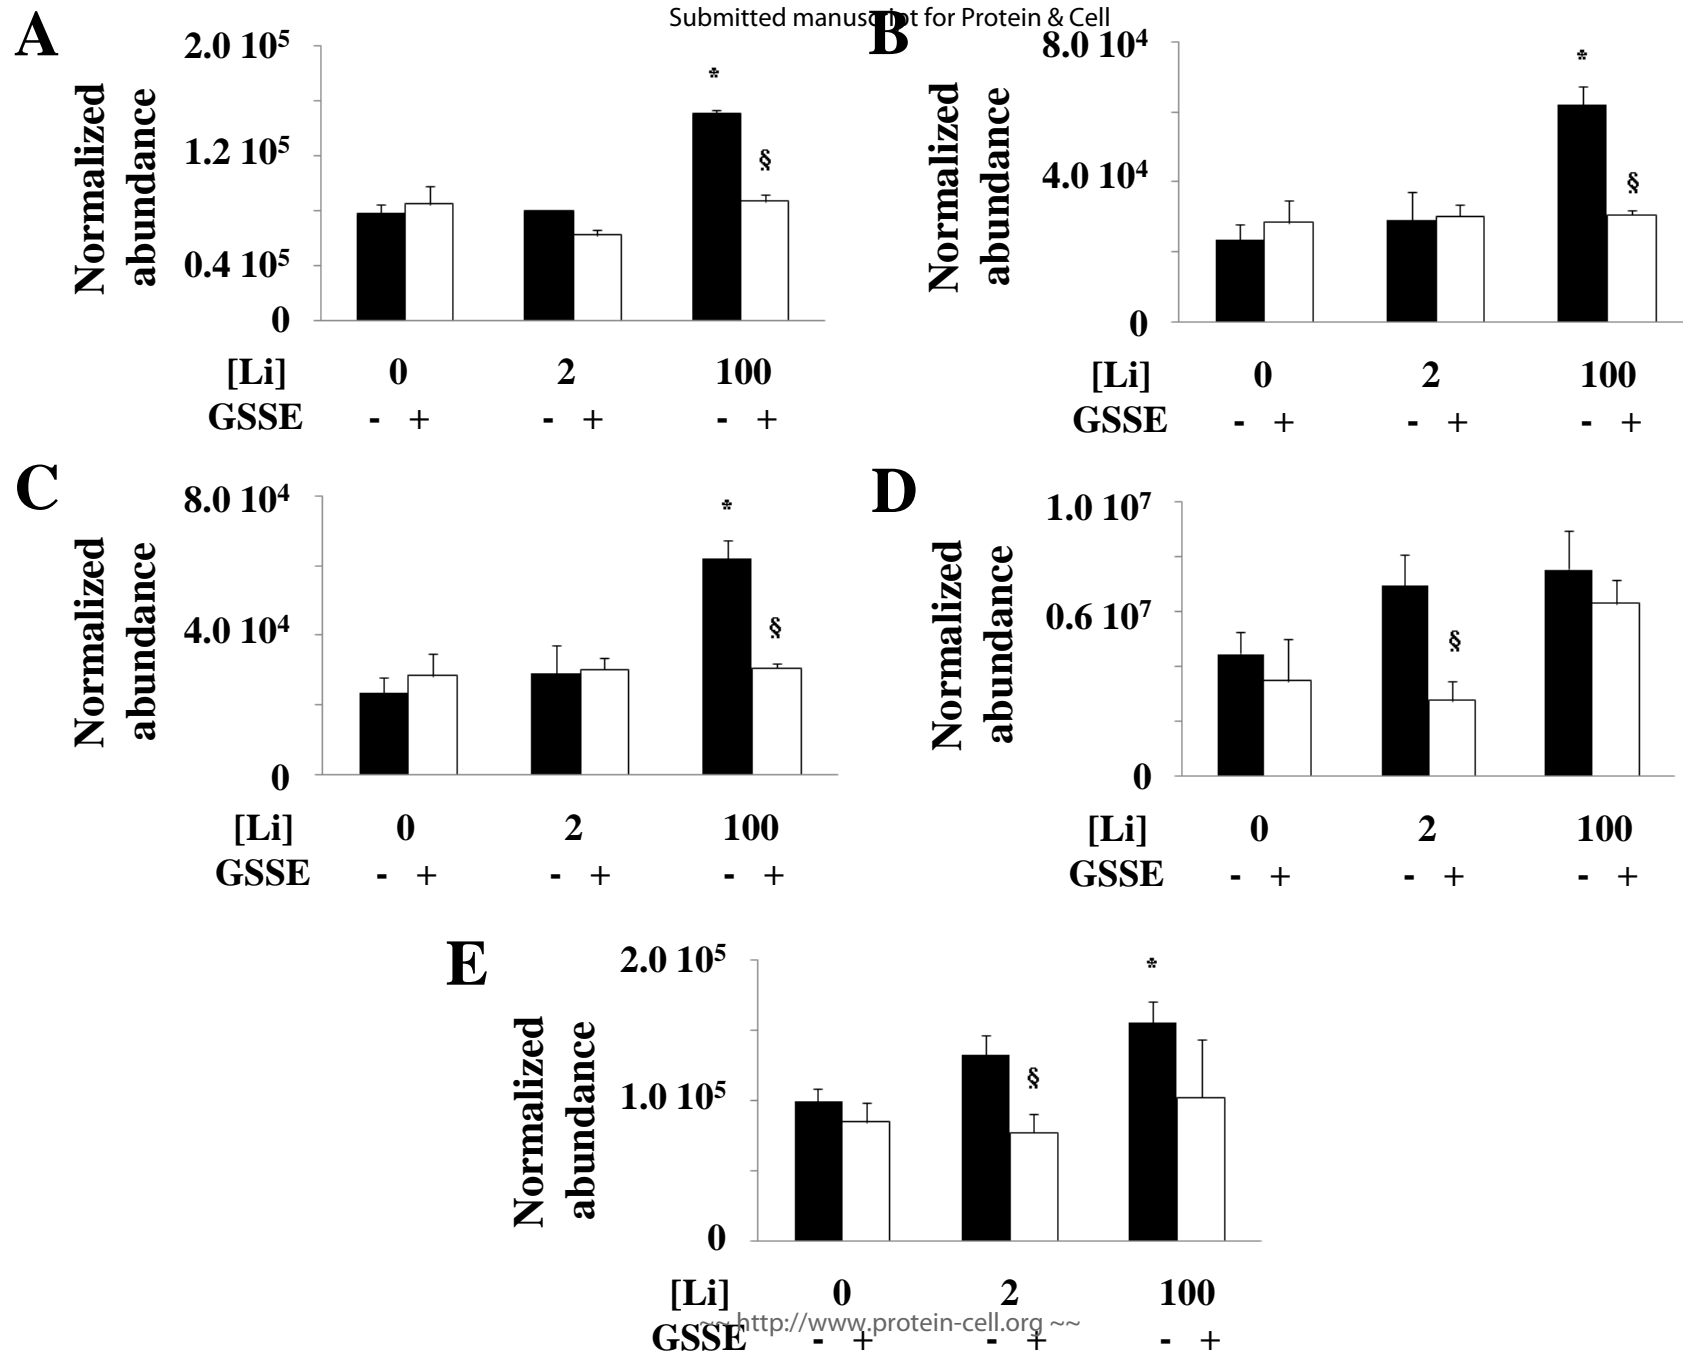 Submitted manuscript for Protein & Cell
A
Normalized
abundance
2.0 10⁵
1.2 10⁵
0.4 10⁵
0
*
§
[Li] 0 2 100
GSSE - + - + - +
B
Normalized
abundance
8.0 10⁴
4.0 10⁴
0
*
§
[Li] 0 2 100
GSSE - + - + - +
C
Normalized
abundance
8.0 10⁴
4.0 10⁴
0
*
§
[Li] 0 2 100
GSSE - + - + - +
D
Normalized
abundance
1.0 10⁷
0.6 10⁷
0
§
[Li] 0 2 100
GSSE - + - + - +
E
Normalized
abundance
2.0 10⁵
1.0 10⁵
0
§
*
[Li] 0 2 100
~~ http://www.protein-cell.org ~~
GSSE - + - + - +